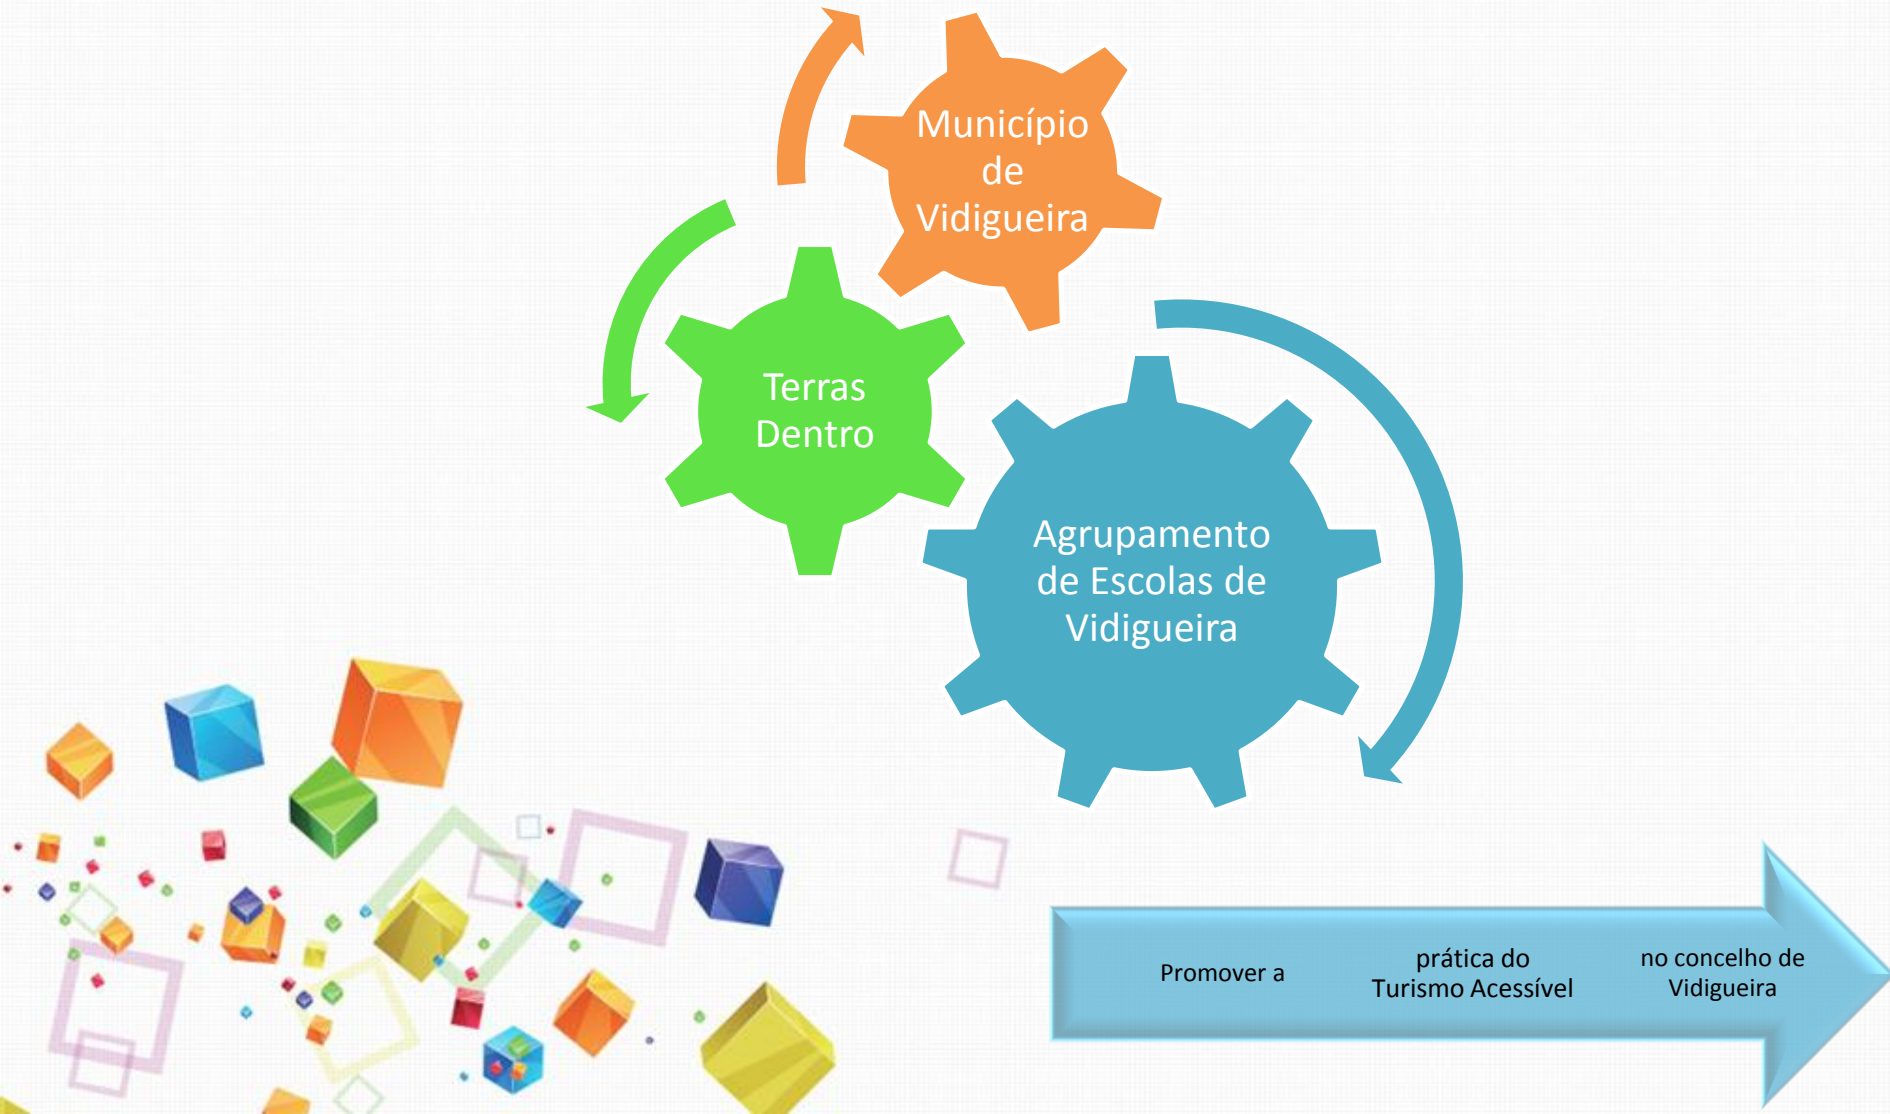 Município
de
Vidigueira
Terras
Dentro
Agrupamento
de Escolas de
Vidigueira
Promover a
prática do
Turismo Acessível
no concelho de
Vidigueira